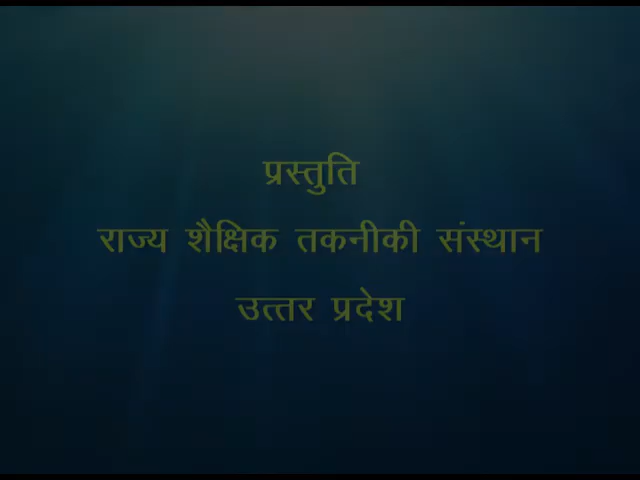 प्रस्तुति
राज्य शैक्षिक तकनीकी संस्थान
उत्तर प्रदेश